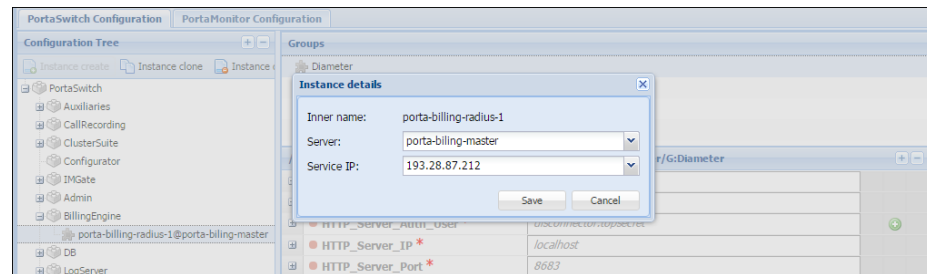 PortaSwitch Configuration PortaMonitor Configuration
Configuration Tree
Groups
Instance create Instance clone Instance
Diameter
PortaSwitch
Auxiliaries
CallRecording
ClusterSuite
Configurator
IMGate
Admin
BillingEngine
porta-billing-radius-1@porta-biling-master
DB
LogServer
Instance details
Inner name: porta-billing-radius-1
Server: porta-biling-master
Service IP: 193.28.87.212
Save Cancel
r/G:Diameter
HTTP_Server_Auth_User
HTTP_Server_IP * localhost
HTTP_Server_Port * 8683